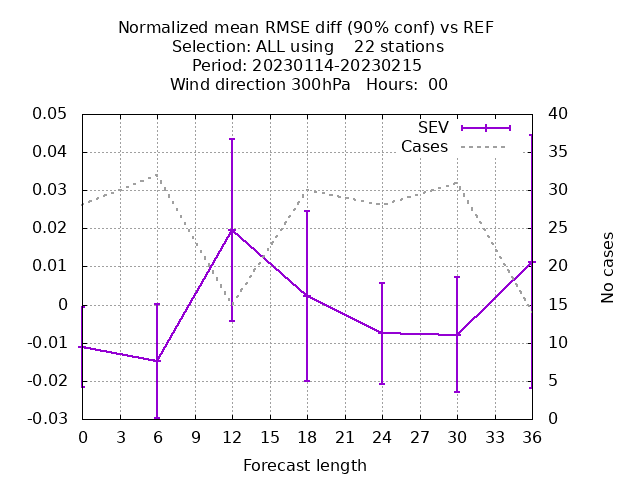 Normalized mean RMSE diff (90% conf) vs REF
Selection: ALL using    22 stations
Period: 20230114-20230215
Wind direction 300hPa   Hours:  00
0.05
0.04
0.03
0.02
0.01
0
-0.01
-0.02
-0.03
40
35
30
25
20
15
10
5
0
SEV
Cases
No cases
0 3 6 9 12 15 18 21 24 27 30 33 36
Forecast length